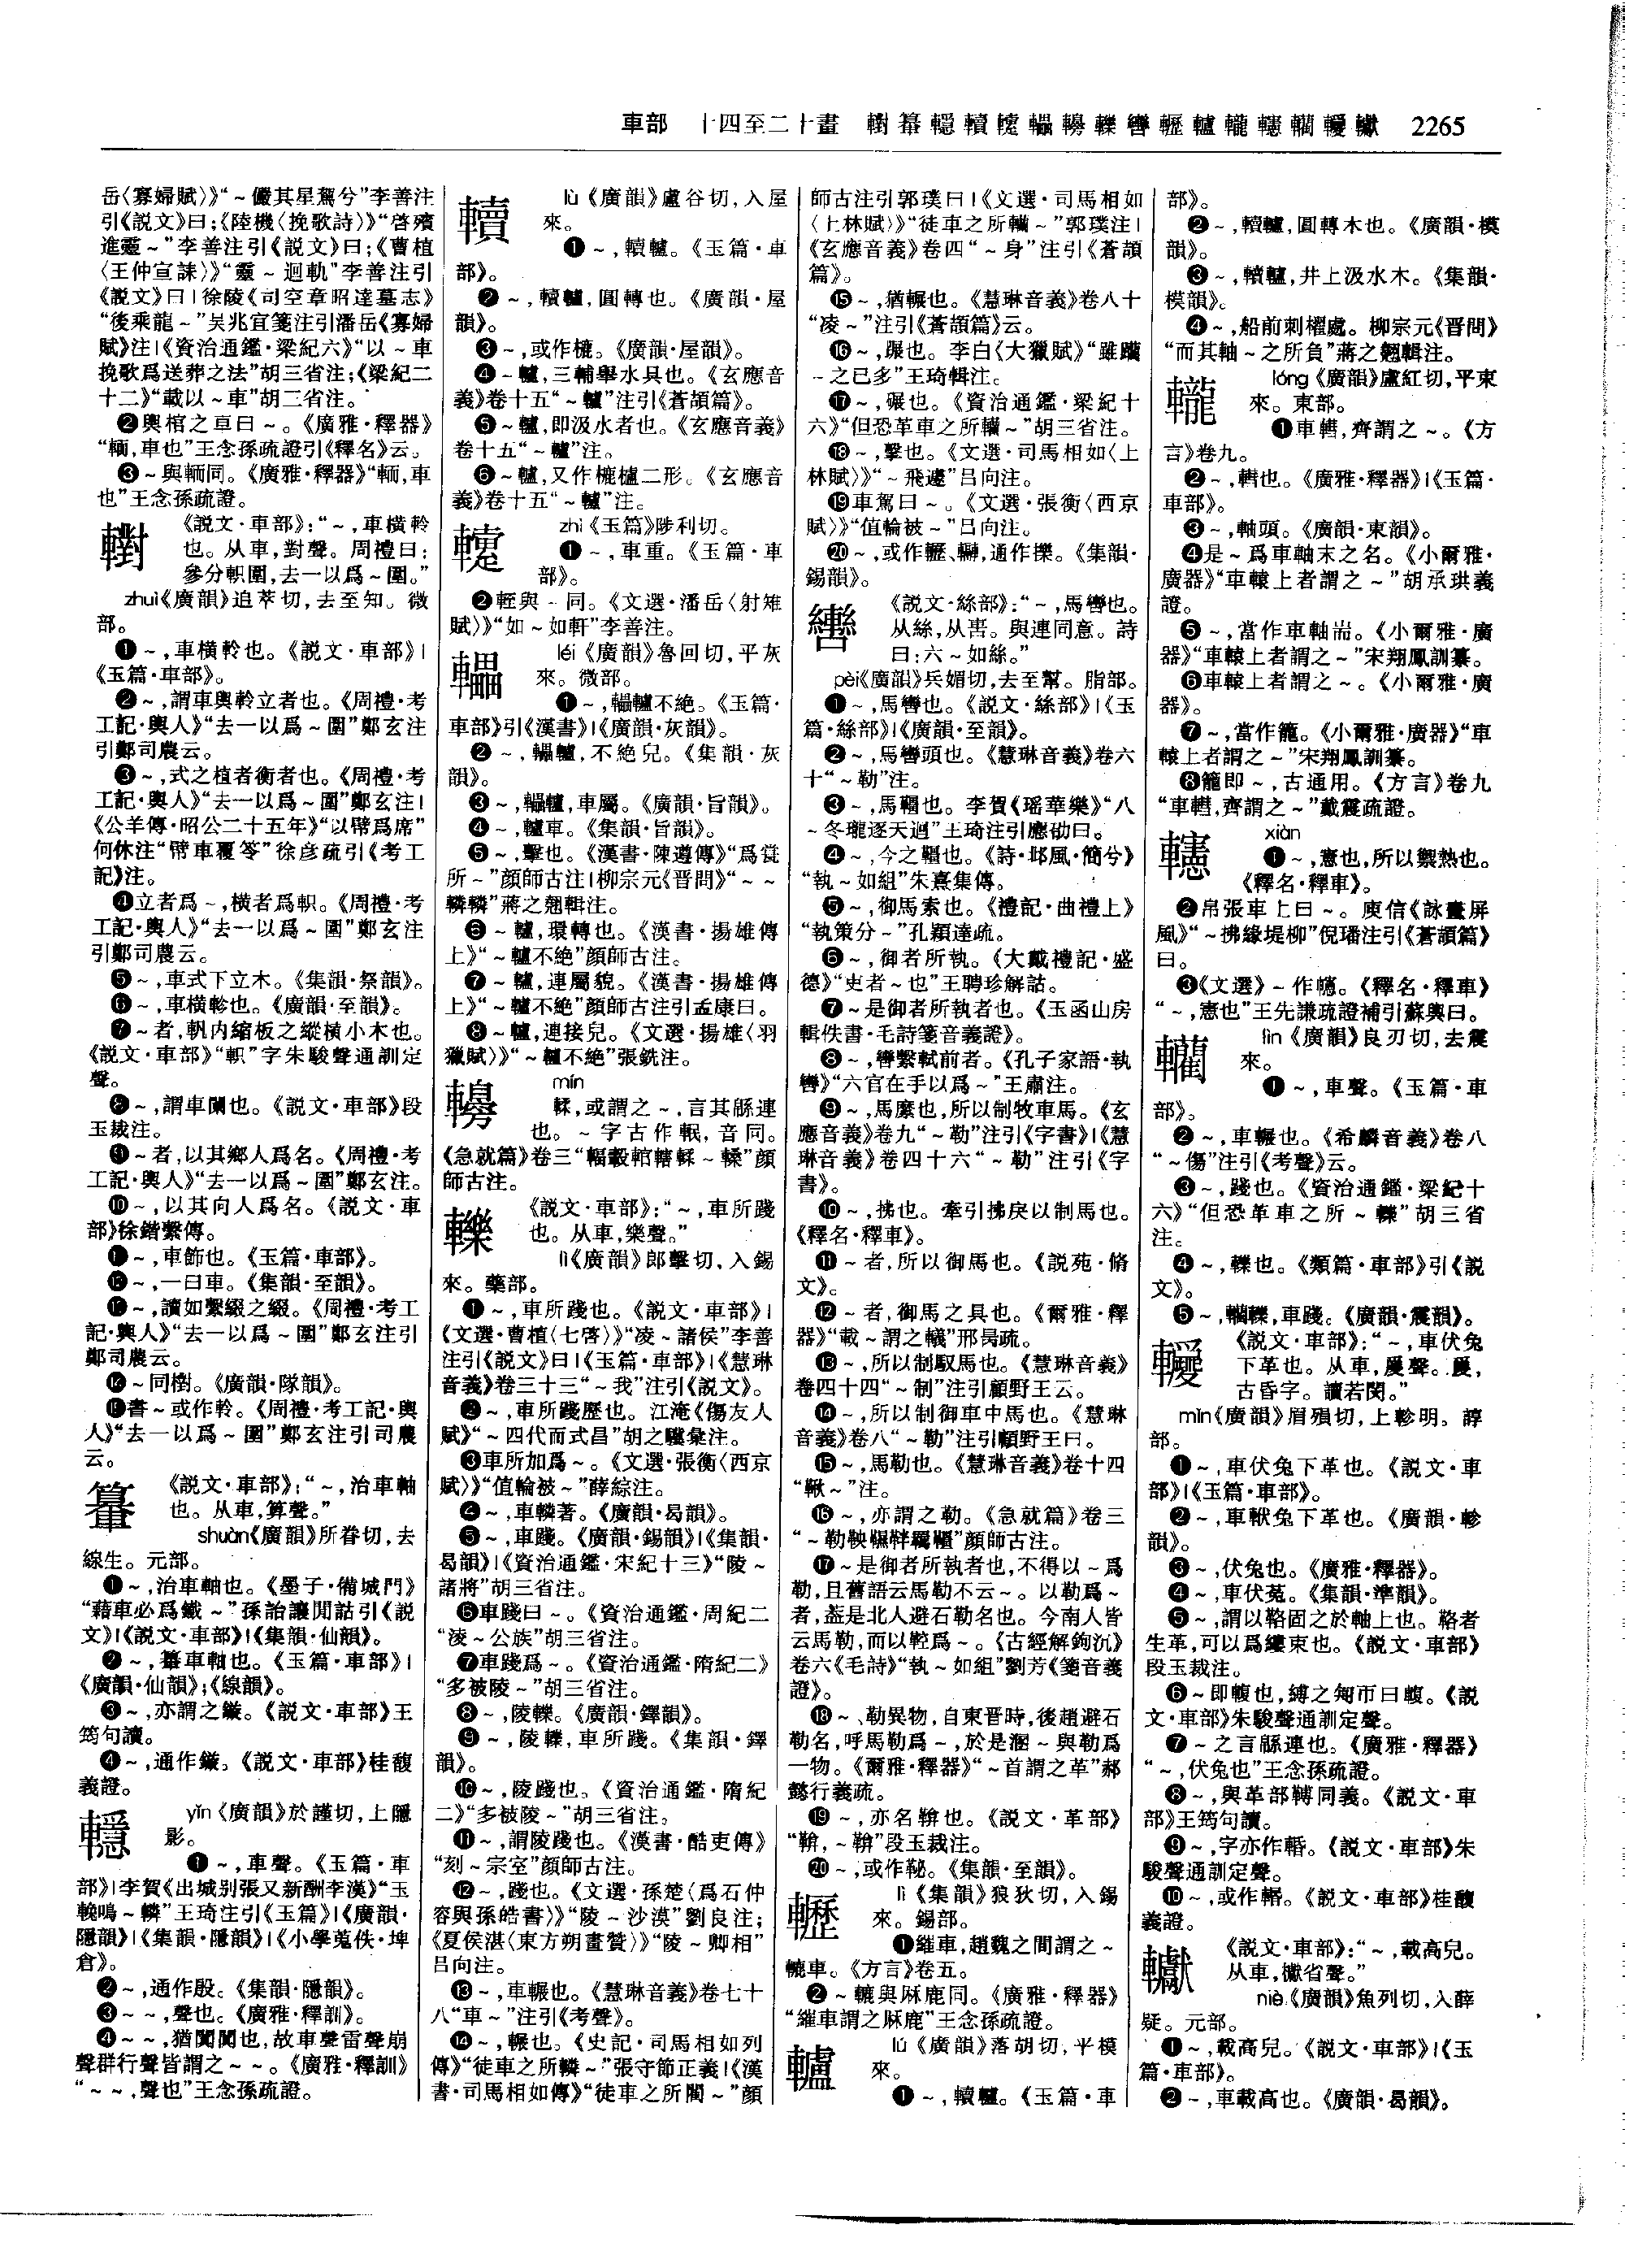 車部 十四至二十畫 轛 䡽 轀 轒 2265
岳〈寡婦賦〉》“～儼其星駕兮”李善注
引《説文》曰;《陸機〈挽歌詩〉》“啓殯
進靈～”李善注引《説文》曰;《曹植
〈王仲宣誄〉》“靈～迴軌”李善注引
《説文》曰|徐陵《司空章昭達墓志》
“後乘龍～”吴兆宜箋注引潘岳《寡婦
賦》注|《資治通鑑·梁紀六》“以～車
挽歌爲送葬之法”胡三省注;《梁紀二
十二》“載以～車”胡三省注。
❷輿棺之車曰～。《廣雅·釋器》
“輀,車也”王念孫疏證引《釋名》云。
❸～與輀同。《廣雅·釋器》“輀,車
也”王念孫疏證。
轛
《説文·車部》:“～,車横軨
也。从車,對聲。周禮曰:
參分軹圍,去一以爲～圍。”
zhuì《廣韻》追萃切,去至知。微
部。
❶～,車横軨也。《説文·車部》|
《玉篇·車部》。
❷～,謂車輿軨立者也。《周禮·考
工記·輿人》“去一以爲～圍”鄭玄注
引鄭司農云。
❸～,式之植者衡者也。《周禮·考
工記·輿人》“去一以爲～圍”鄭玄注|
《公羊傳·昭公二十五年》“以幦爲席”
何休注“幦車覆笭”徐彦疏引《考工
記》注。
❹立者爲～,横者爲軹。《周禮·考
工記·輿人》“去一以爲～圍”鄭玄注
引鄭司農云。
❺～,車式下立木。《集韻·祭韻》。
❻～,車横軫也。《廣韻·至韻》。
❼～者,軓内縮板之縱横小木也。
《説文·車部》“軹”字朱駿聲通訓定
聲。
❽～,謂車闌也。《説文·車部》段
玉裁注。
❾～者,以其鄉人爲名。《周禮·考
工記·輿人》“去一以爲～圍”鄭玄注。
❿～,以其向人爲名。《説文·車
部》徐鍇繫傳。
⓫～,車飾也。《玉篇·車部》。
⓬～,一曰車。《集韻·至韻》。
⓭～,讀如繫綴之綴。《周禮·考工
記·輿人》“去一以爲～圍”鄭玄注引
鄭司農云。
⓮～同樹。《廣韻·隊韻》。
⓯書～或作軨。《周禮·考工記·輿
人》“去一以爲～圍”鄭玄注引司農
云。
《説文·車部》:“～,治車軸
也。从車,算聲。”
shuàn《廣韻》所眷切,去
線生。元部。
❶～,治車軸也。《墨子·備城門》
“藉車必爲鐵～”孫詒讓閒詁引《説
文》|《説文·車部》|《集韻·仙韻》。
❷～,纂車軸也。《玉篇·車部》|
《廣韻·仙韻》;《線韻》。
❸～,亦謂之鏇。《説文·車部》王
筠句讀。
❹～,通作鏇。《説文·車部》桂馥
義證。
yǐn《廣韻》於謹切,上隱
影。
❶～,車聲。《玉篇·車
部》|李賀《出城别張又新酬李漢》“玉
輓鳴～轔”王琦注引《玉篇》|《廣韻·
隱韻》|《集韻·隱韻》|《小學蒐佚·埤
倉》。
❷～,通作殷。《集韻·隱韻》。
❸～～,聲也。《廣雅·釋訓》。
❹～～,猶闐闐也,故車聲雷聲崩
聲群行聲皆謂之～～。《廣雅·釋訓》
“～～,聲也”王念孫疏證。
lù《廣韻》盧谷切,入屋
來。
❶～,轒轤。《玉篇·車
部》。
❷～,轒轤,圓轉也。《廣韻·屋
韻》。
❸～,或作樚。《廣韻·屋韻》。
❹～轤,三輔舉水具也。《玄應音
義》卷十五“～轤”注引《蒼頡篇》。
❺～轤,即汲水者也。《玄應音義》
卷十五“～轤”注。
❻～轤,又作樚櫨二形。《玄應音
義》卷十五“～轤”注。
zhì《玉篇》陟利切。
❶～,車重。《玉篇·車
部》。
❷輊與～同。《文選·潘岳〈射雉
賦〉》“如～如軒”李善注。
轠
léi《廣韻》魯回切,平灰
來。微部。
❶～,轠轤不絶。《玉篇·
車部》引《漢書》|《廣韻·灰韻》。
❷～,轠轤,不絶兒。《集韻·灰
韻》。
❸～,轠轤,車屬。《廣韻·旨韻》。
❹～,轤車。《集韻·旨韻》。
❺～,擊也。《漢書·陳遵傳》“爲瓽
所～”顔師古注|柳宗元《晋問》“～～
轔轔”蔣之翹輯注。
❻～轤,環轉也。《漢書·揚雄傳
上》“～轤不絶”顔師古注。
❼～轤,連屬貌。《漢書·揚雄傳
上》“～轤不絶”顔師古注引孟康曰。
❽～轤,連接兒。《文選·揚雄〈羽
獵賦〉》“～轤不絶”張銑注。
mín
輮,或謂之～,言其緜連
也。～字古作輥,音同。
《急就篇》卷三“輻轂輨轄輮～轑”顔
師古注。
轢
《説文·車部》:“～,車所踐
也。从車,樂聲。”
lì《廣韻》郎擊切,入錫
來。藥部。
❶～,車所踐也。《説文·車部》|
《文選·曹植〈七啓〉》“凌～諸侯”李善
注引《説文》曰|《玉篇·車部》|《慧琳
音義》卷三十三“～我”注引《説文》。
❷～,車所踐歷也。江淹《傷友人
賦》“～四代而式昌”胡之驥彙注。
❸車所加爲～。《文選·張衡〈西京
賦〉》“值輪被～”薛綜注。
❹～,車轔著。《廣韻·曷韻》。
❺～,車踐。《廣韻·錫韻》|《集韻·
曷韻》|《資治通鑑·宋紀十三》“陵～
諸將”胡三省注。
❻車踐曰～。《資治通鑑·周紀二
“淩～公族”胡三省注。
❼車踐爲～。《資治通鑑·隋紀二》
“多被陵～”胡三省注。
❽～,陵轢。《廣韻·鐸韻》。
❾～,陵轢,車所踐。《集韻·鐸
韻》。
❿～,陵踐也。《資治通鑑·隋紀
二》“多被陵～”胡三省注。
⓫～,謂陵踐也。《漢書·酷吏傳》
“刻～宗室”顔師古注。
⓬～,踐也。《文選·孫楚〈爲石仲
容與孫皓書〉》“陵～沙漠”劉良注;
《夏侯湛〈東方朔畫贊〉》“陵～卿相”
吕向注。
⓭～,車輾也。《慧琳音義》卷七十
八“車～”注引《考聲》。
⓮～,輾也。《史記·司馬相如列
傳》“徒車之所轔～”張守節正義|《漢
書·司馬相如傳》“徒車之所閵～”顔
師古注引郭璞曰|《文選·司馬相如
〈上林賦〉》“徒車之所轥～”郭璞注|
《玄應音義》卷四“～身”注引《蒼頡
篇》。
⓯～,猶輾也。《慧琳音義》卷八十
“凌～”注引《蒼頡篇》云。
⓰～,碾也。李白《大獵賦》“雖躪
～之已多”王琦輯注。
⓱～,碾也。《資治通鑑·梁紀十
六》“但恐革車之所轥～”胡三省注。
⓲～,擊也。《文選·司馬相如〈上
林賦〉》“～飛遽”吕向注。
⓳車駕曰～。《文選·張衡〈西京
賦〉》“值輪被～”吕向注。
⓴～,或作轣、轥,通作擽。《集韻·
錫韻》。
轡
《説文·絲部》:“～,馬轡也。
从絲,从軎。與連同意。詩
曰:六～如絲。”
pèi《廣韻》兵媚切,去至幫。脂部。
❶～,馬轡也。《説文·絲部》|《玉
篇·絲部》|《廣韻·至韻》。
❷～,馬轡頭也。《慧琳音義》卷六
十“～勒”注。
❸～,馬韁也。李賀《瑶華樂》“八
～冬瓏逐天迴”王琦注引應劭曰。
❹～,今之韁也。《詩·邶風·簡兮》
“執～如組”朱熹集傳。
❺～,御馬索也。《禮記·曲禮上》
“執策分～”孔穎達疏。
❻～,御者所執。《大戴禮記·盛
德》“史者～也”王聘珍解詁。
❼～是御者所執者也。《玉函山房
輯佚書·毛詩箋音義證》。
❽～,轡繫軾前者。《孔子家語·執
轡》“六官在手以爲～”王肅注。
❾～,馬縻也,所以制牧車馬。《玄
應音義》卷九“～勒”注引《字書》|《慧
琳音義》卷四十六“～勒”注引《字
書》。
❿～,拂也。牽引拂戾以制馬也。
《釋名·釋車》。
⓫～者,所以御馬也。《説苑·脩
文》。
⓬～者,御馬之具也。《爾雅·釋
器》“載～謂之轙”邢昺疏。
⓭～,所以制馭馬也。《慧琳音義》
卷四十四“～制”注引顧野王云。
⓮～,所以制御車中馬也。《慧琳
音義》卷八“～勒”注引顧野王曰。
⓯～,馬勒也。《慧琳音義》卷十四
“鞦～”注。
⓰～,亦謂之勒。《急就篇》卷三
顔師古注。
⓱～是御者所執者也,不得以～爲
勒,且舊語云馬勒不云～。以勒爲～
者,蓋是北人避石勒名也。今南人皆
云馬勒,而以鞚爲～。《古經解鉤沉》
卷六《毛詩》“執～如組”劉芳《箋音義
證》。
⓲～、勒異物,自東晋時,後趙避石
勒名,呼馬勒爲～,於是溷～與勒爲
一物。《爾雅·釋器》“～首謂之革”郝
懿行義疏。
⓳～,亦名䩛也。《説文·革部》
“䩛,～䩛”段玉裁注。
⓴～,或作䪐。《集韻·至韻》。
轣
lì《集韻》狼狄切,入錫
來。錫部。
❶維車,趙魏之間謂之～
轆車。《方言》卷五。
❷～轆與厤鹿同。《廣雅·釋器》
“維車謂之厤鹿”王念孫疏證。
轤
lú《廣韻》落胡切,平模
來。
❶～,轒轤。《玉篇·車
部》。
❷～,轒轤,圓轉木也。《廣韻·模
韻》。
❸～,轒轤,井上汲水木。《集韻·
模韻》。
❹～,船前刺櫂處。柳宗元《晋問》
“而其軸～之所負”蔣之翹輯注。
lóng《廣韻》盧紅切,平東
來。東部。
❶車轊,齊謂之～。《方
言》卷九。
❷～,轊也。《廣雅·釋器》|《玉篇·
車部》。
❸～,軸頭。《廣韻·東韻》。
❹是～爲車軸末之名。《小爾雅·
廣器》“車轅上者謂之～”胡承珙義
證。
❺～,當作車軸耑。《小爾雅·廣
器》“車轅上者謂之～”宋翔鳳訓纂。
❻車轅上者謂之～。《小爾雅·廣
器》。
❼～,當作籠。《小爾雅·廣器》“車
轅上者謂之～”宋翔鳳訓纂。
❽籠即～,古通用。《方言》卷九
“車轊,齊謂之～”戴震疏證。
xiàn
❶～,憲也,所以禦熱也。
《釋名·釋車》。
❷帛張車上曰～。庾信《詠畫屏
風》“～拂緣堤柳”倪璠注引《蒼頡篇》
曰。
❸《文選》～作幰。《釋名·釋車》
“～,憲也”王先謙疏證補引蘇輿曰。
轥
lìn《廣韻》良刃切,去震
來。
❶～,車聲。《玉篇·車
部》。
❷～,車輾也。《希麟音義》卷八
“～傷”注引《考聲》云。
❸～,踐也。《資治通鑑·梁紀十
六》“但恐革車之所～轢”胡三省
注。
❹～,轢也。《類篇·車部》引《説
文》。
❺～,轥轢,車踐。《廣韻·震韻》。
《説文·車部》:“～,車伏兔
下革也。从車,𡢖聲。𡢖,
古昏字。讀若閔。”
mǐn《廣韻》眉殞切,上軫明。諄
部。
❶～,車伏兔下革也。《説文·車
部》|《玉篇·車部》。
❷～,車軑兔下革也。《廣韻·軫
韻》。
❸～,伏兔也。《廣雅·釋器》。
❹～,車伏菟。《集韻·準韻》。
❺～,謂以鞈固之於軸上也。鞈者
生革,可以爲縷束也。《説文·車部》
段玉裁注。
❻～即䡵也,縛之匊帀曰䡵。《説
文·車部》朱駿聲通訓定聲。
❼～之言緜連也。《廣雅·釋器》
“～,伏兔也”王念孫疏證。
❽～,與革部䩯同義。《説文·車
部》王筠句讀。
❾～,字亦作䡑。《説文·車部》朱
駿聲通訓定聲。
❿～,或作輽。《説文·車部》桂馥
義證。
《説文·車部》:“～,載高兒。
从車,櫱省聲。”
niè《廣韻》魚列切,入薛
疑。元部。
❶～,載高兒。《説文·車部》|《玉
篇·車部》。
❷～,車載高也。《廣韻·曷韻》。